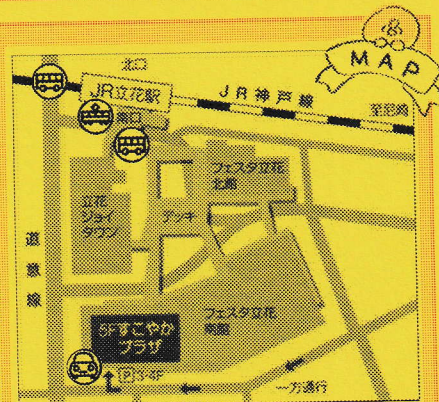 MAP
北口
JR立花駅
JR神戸線
至尼崎
南口
フェスタ立花
北館
立花
ジョイ
タウン
デッキ
道意線
フェスタ立花
南館
5Fすこやか
プラザ
P3・4F
一方通行